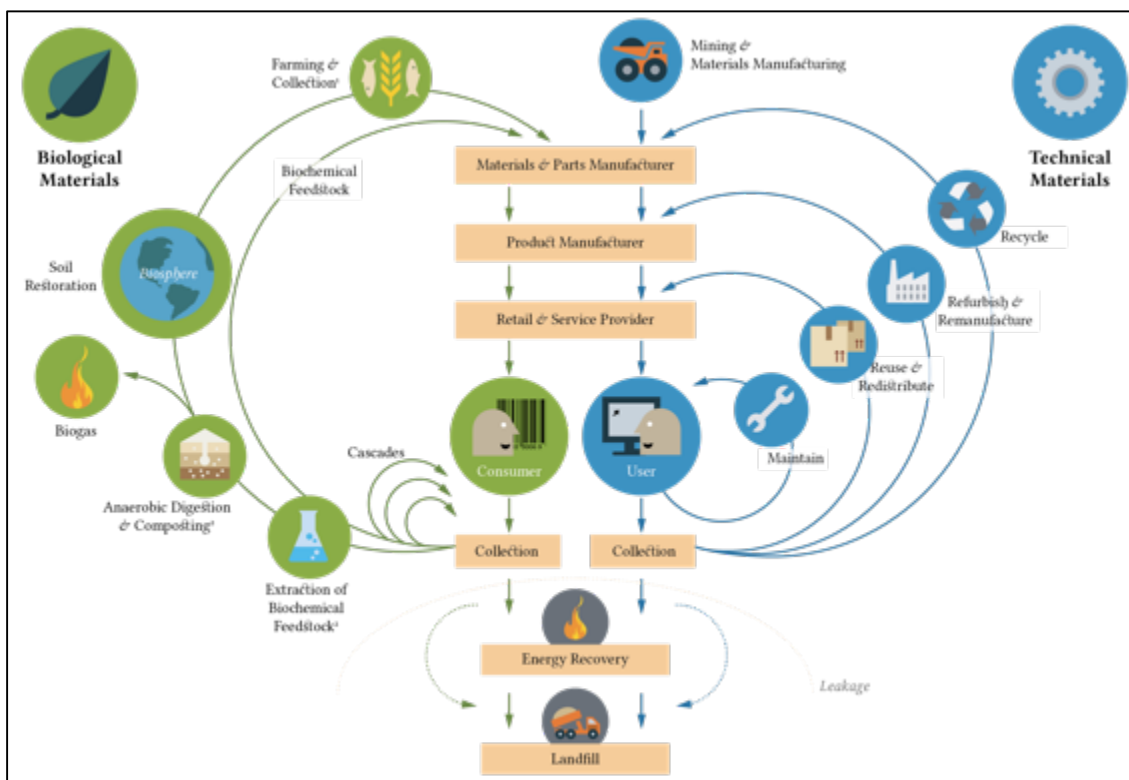 Farming &
Collection¹
Mining &
Materials Manufacturing
Biological
Materials
Technical
Materials
Biochemical
Feedstock
Materials & Parts Manufacturer
Recycle
Product Manufacturer
Soil
Restoration
Biosphere
Refurbish &
Remanufacture
Retail & Service Provider
Reuse &
Redistribute
Biogas
Cascades
Consumer
User
Maintain
Anaerobic Digestion
& Composting²
Collection
Collection
Extraction of
Biochemical
Feedstock²
Energy Recovery
Leakage
Landfill